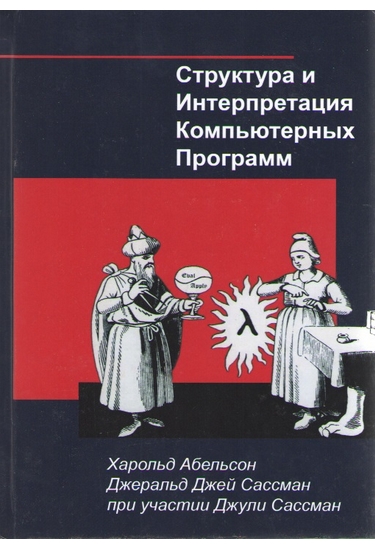 Структура и
Интерпретация
Компьютерных
Программ
Eval
Apply
λ
Харольд Абельсон
Джеральд Джей Сассман
при участии Джули Сассман